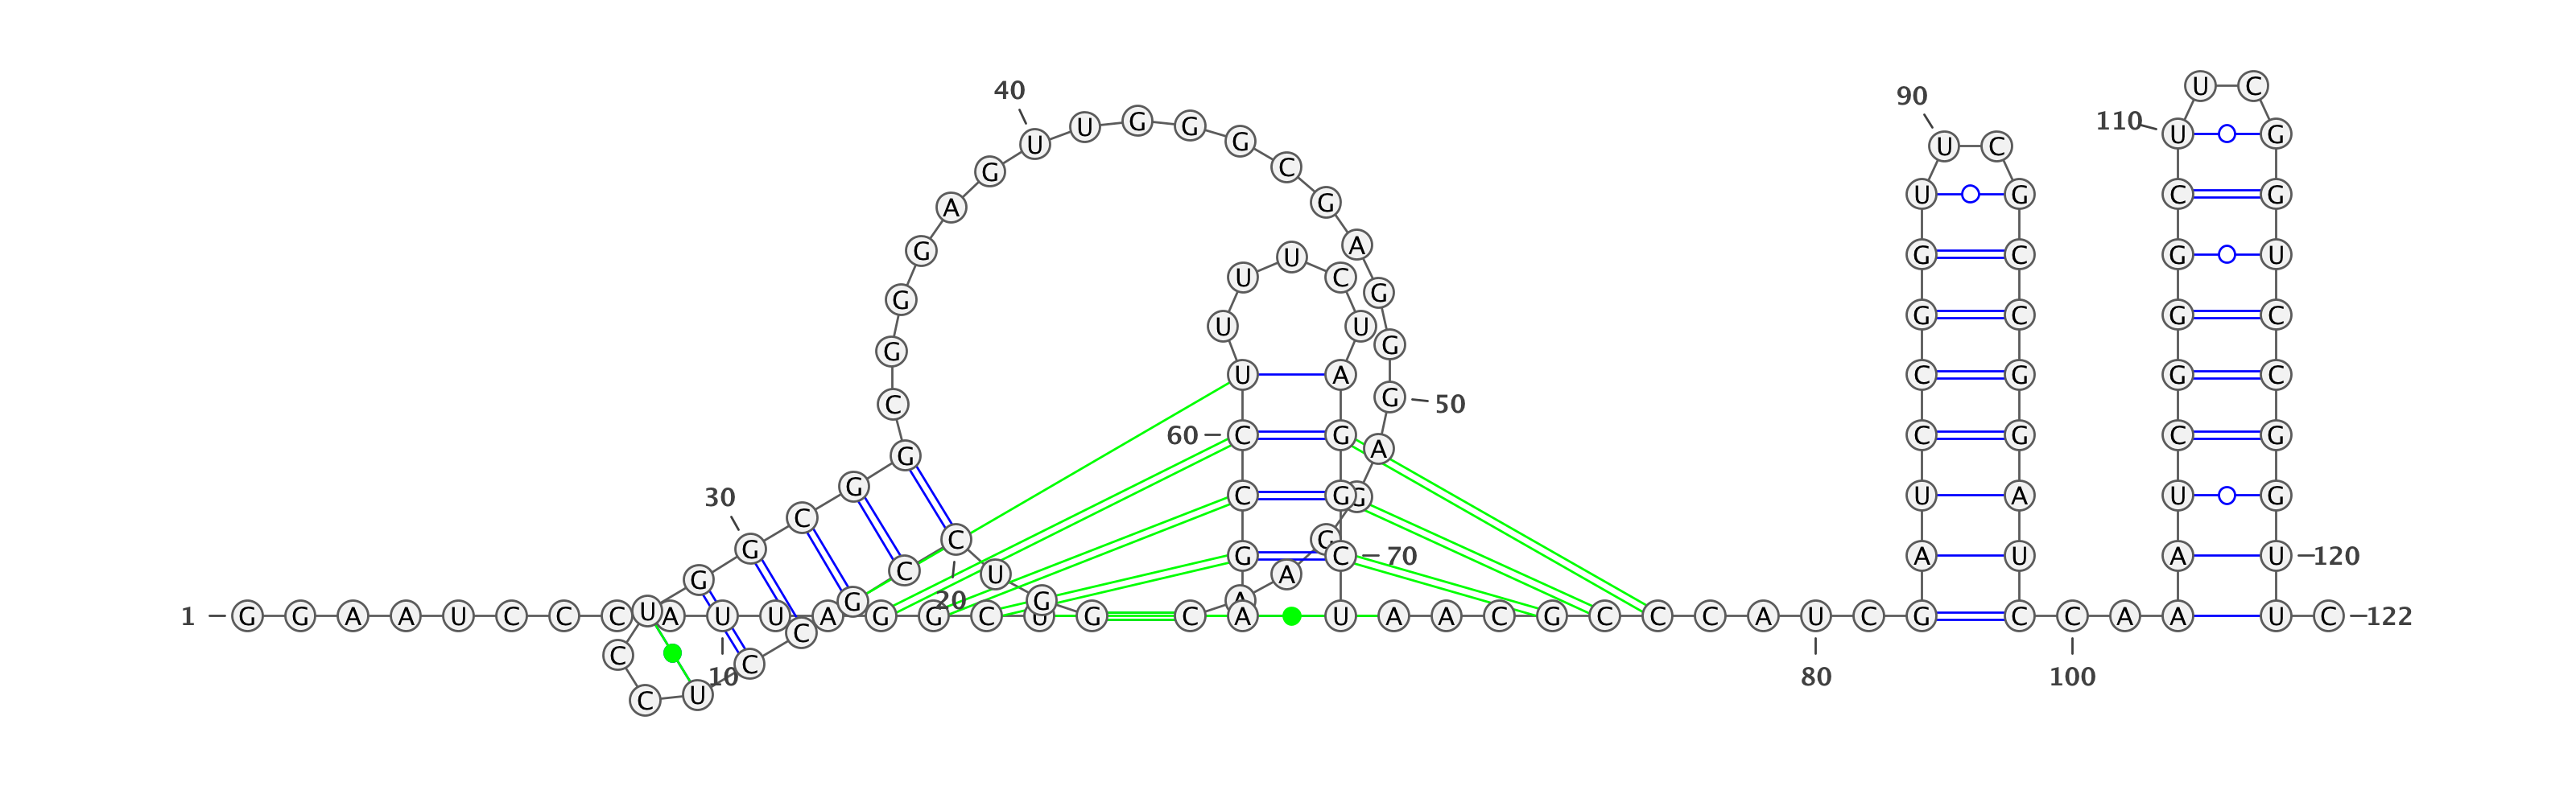 1
G G A A U C C C A U
10
U A G G C U G G U C
20
C G C C U C C U G G
30
C G G C G G G A G U
40
U G G G C G A G G G
50
A G G A A C A G C C
60
U U U U C U A G G C
70
U A A C G C C C A U
80
C G A U C C G G U U
90
C G C C G G A U C C
100
A A A U C G G G C U
110
U C G G U C C G G U
120
U C
122